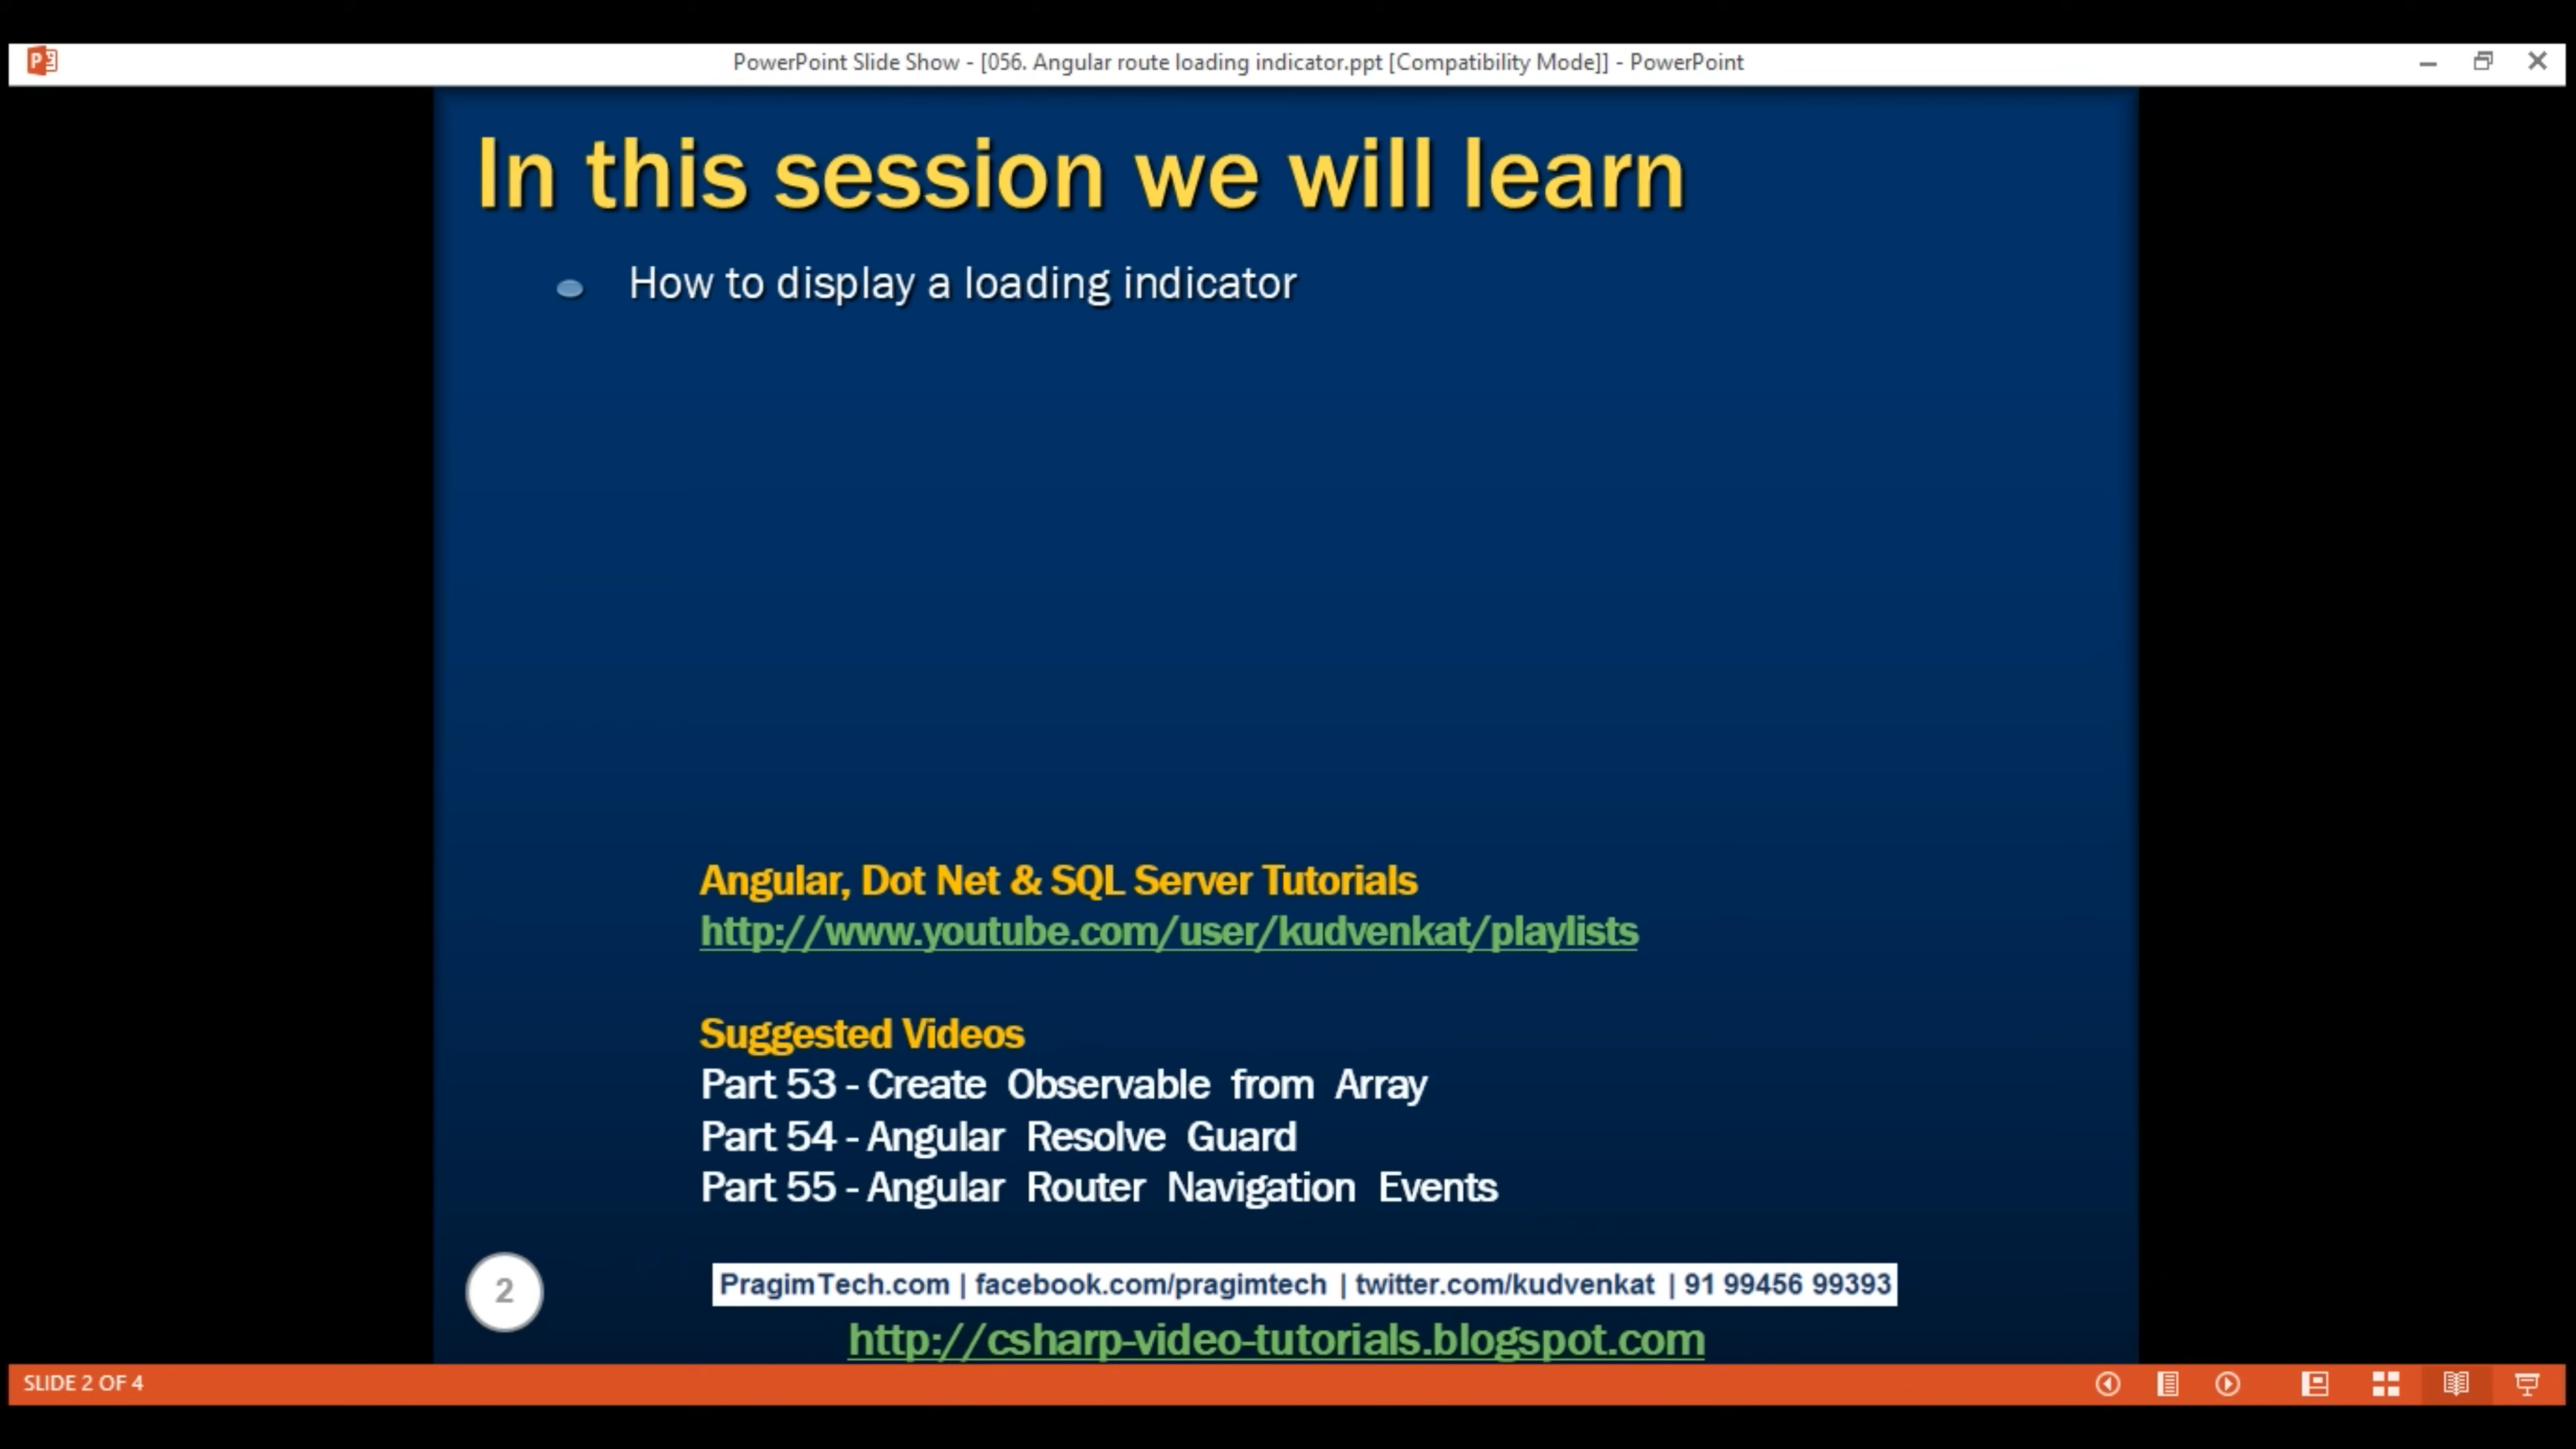 PowerPoint Slide Show - [056. Angular route loading indicator.ppt [Compatibility Mode]] - PowerPoint
In this session we will learn
How to display a loading indicator
Angular, Dot Net & SQL Server Tutorials
http://www.youtube.com/user/kudvenkat/playlists
Suggested Videos
Part 53 - Create Observable from Array
Part 54 - Angular Resolve Guard
Part 55 - Angular Router Navigation Events
2
PragimTech.com | facebook.com/pragimtech | twitter.com/kudvenkat | 91 99456 99393
http://csharp-video-tutorials.blogspot.com
SLIDE 2 OF 4